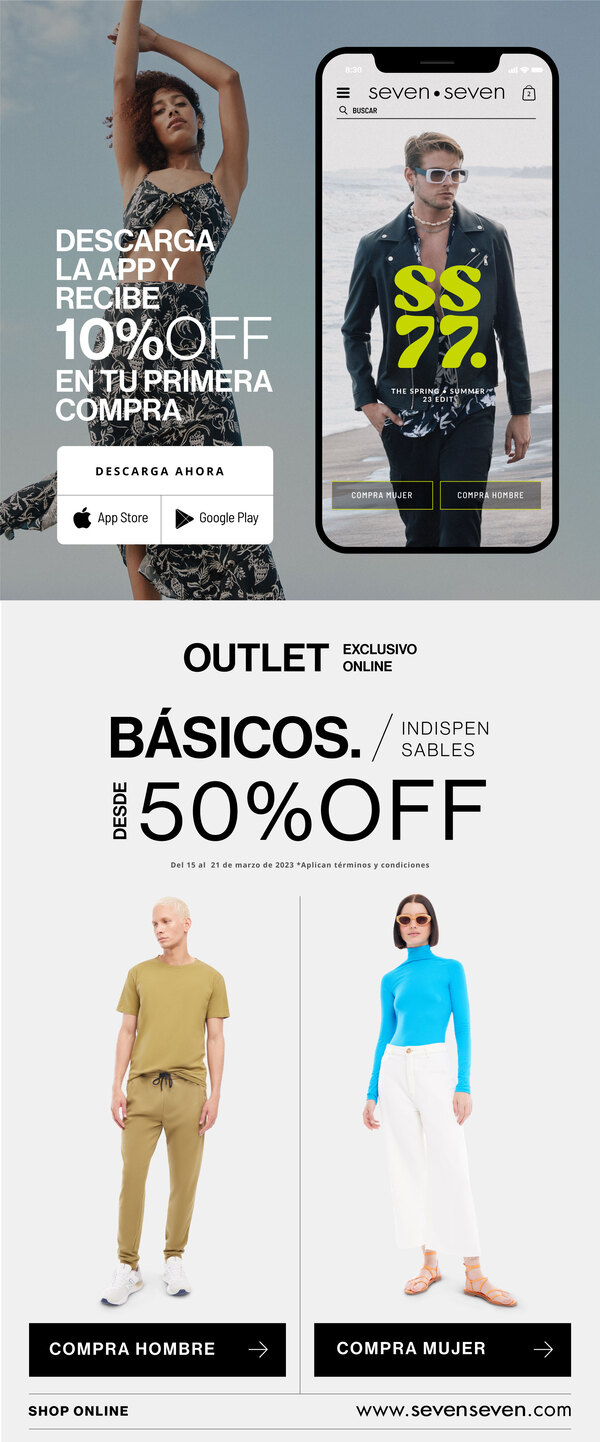 8:30
seven•seven
2
BUSCAR
DESCARGA
LA APP Y
RECIBE
10%OFF
EN TU PRIMERA
COMPRA
SS
77.
THE SPRING + SUMMER
23 EDIT
DESCARGA AHORA
App Store
Google Play
COMPRA MUJER
COMPRA HOMBRE
OUTLET
EXCLUSIVO
ONLINE
BÁSICOS.
/
INDISPEN
SABLES
DESDE
50%OFF
Del 15 al 21 de marzo de 2023 *Aplican términos y condiciones
COMPRA HOMBRE →
COMPRA MUJER →
SHOP ONLINE
www.sevenseven.com